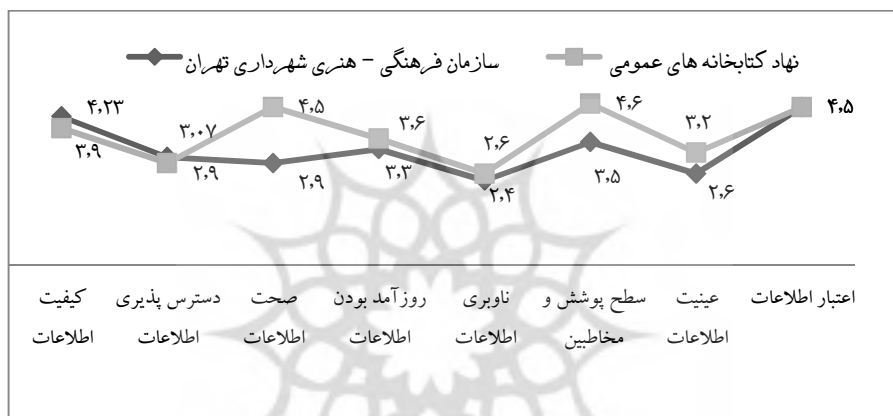 نهاد کتابخانه های عمومی    سازمان فرهنگی – هنری شهرداری تهران
۴٫۲۳ ۳٫۰۷ ۴٫۵ ۳٫۶ ۲٫۶ ۴٫۶ ۳٫۲ ۴٫۵
۳٫۹ ۲٫۹ ۲٫۹ ۳٫۳ ۲٫۴ ۳٫۵ ۲٫۶
اعتبار اطلاعات عینیت سطح پوشش و ناوبری روزآمد بودن صحت دسترس پذیری کیفیت
اطلاعات مخاطبین اطلاعات اطلاعات اطلاعات اطلاعات اطلاعات